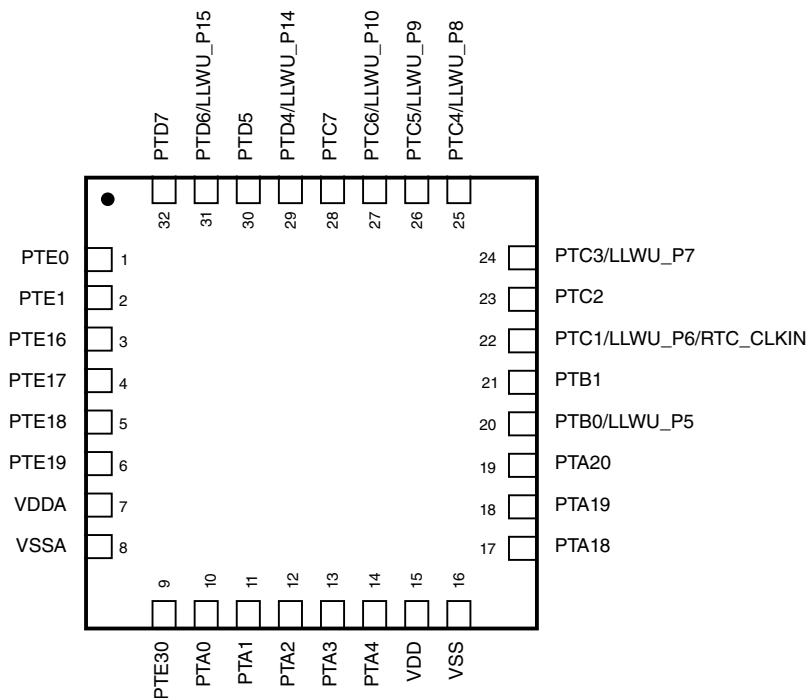 PTD7
PTD6/LLWU_P15
PTD5
PTD4/LLWU_P14
PTC7
PTC6/LLWU_P10
PTC5/LLWU_P9
PTC4/LLWU_P8
32
31
30
29
28
27
26
25
PTE0 1
PTE1 2
PTE16 3
PTE17 4
PTE18 5
PTE19 6
VDDA 7
VSSA 8
24 PTC3/LLWU_P7
23 PTC2
22 PTC1/LLWU_P6/RTC_CLKIN
21 PTB1
20 PTB0/LLWU_P5
19 PTA20
18 PTA19
17 PTA18
9
10
11
12
13
14
15
16
PTE30
PTA0
PTA1
PTA2
PTA3
PTA4
VDD
VSS